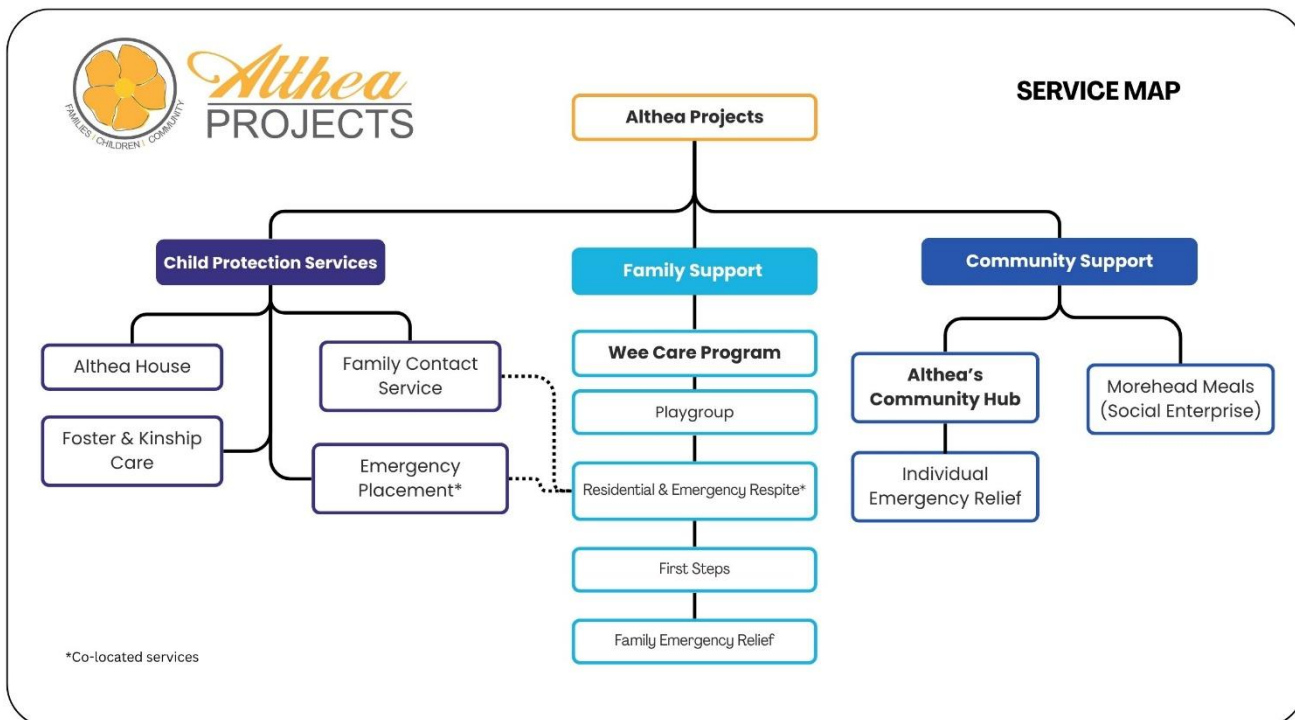 FAMILIES | CHILDREN | COMMUNITY
Althea
PROJECTS
SERVICE MAP
Althea Projects
Child Protection Services
Family Support
Community Support
Althea House
Family Contact
Service
Foster & Kinship
Care
Emergency
Placement*
Wee Care Program
Playgroup
Residential & Emergency Respite*
First Steps
Family Emergency Relief
Althea’s
Community Hub
Morehead Meals
(Social Enterprise)
Individual
Emergency Relief
*Co-located services